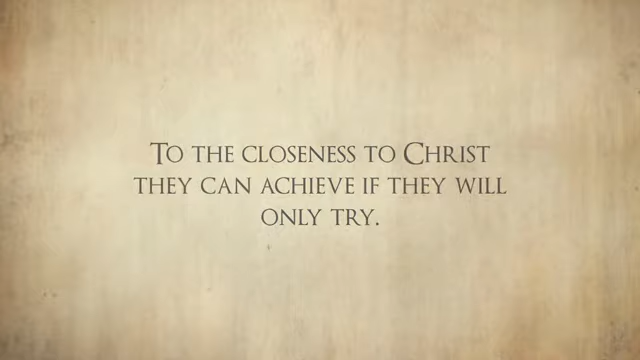 To the closeness to Christ
they can achieve if they will
only try.